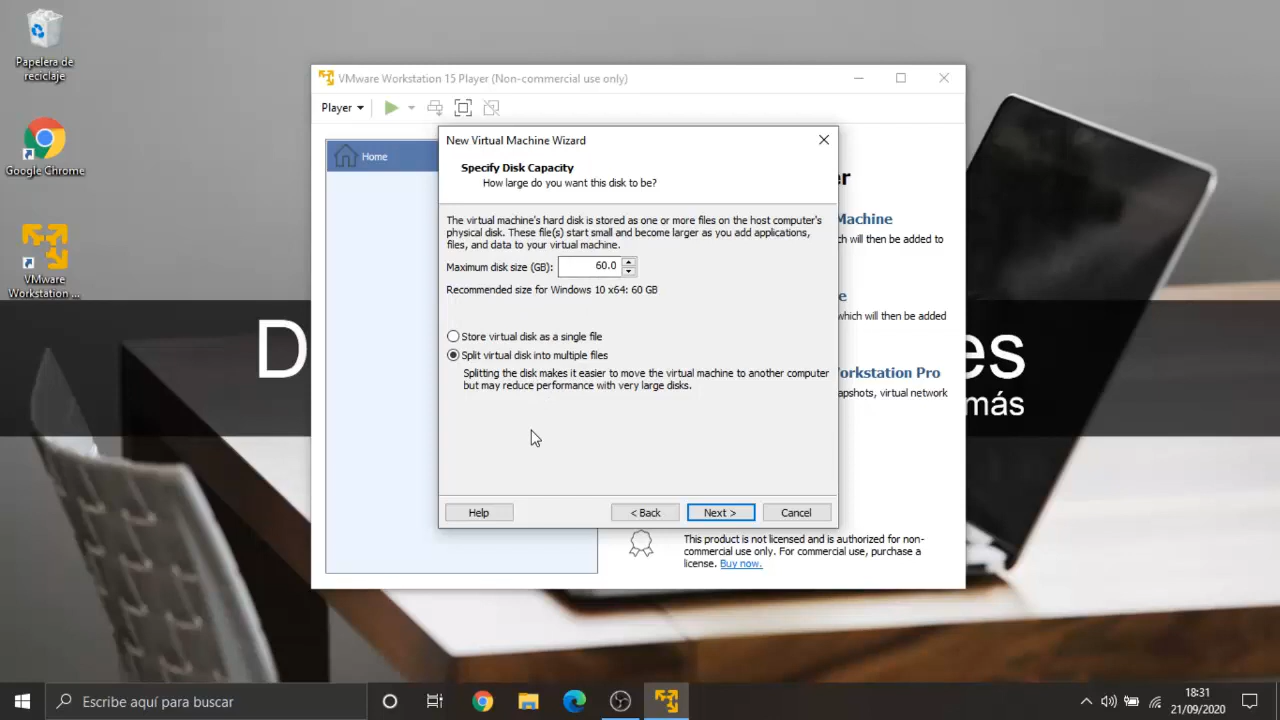 Papelera de
reciclaje
Google Chrome
VMware
Workstation ...
VMware Workstation 15 Player (Non-commercial use only)
Player
Home
New Virtual Machine Wizard
Specify Disk Capacity
How large do you want this disk to be?
The virtual machine's hard disk is stored as one or more files on the host computer's
physical disk. These file(s) start small and become larger as you add applications,
files, and data to your virtual machine.
Maximum disk size (GB): 60.0
Recommended size for Windows 10 x64: 60 GB
Store virtual disk as a single file
Split virtual disk into multiple files
Splitting the disk makes it easier to move the virtual machine to another computer
but may reduce performance with very large disks.
Help
< Back
Next >
Cancel
er
Machine
which will then be added to
e
which will then be added
orkstation Pro
apshots, virtual network
This product is not licensed and is authorized for non-
commercial use only. For commercial use, purchase a
license. Buy now.
D
es
más
Escribe aquí para buscar
18:31
21/09/2020